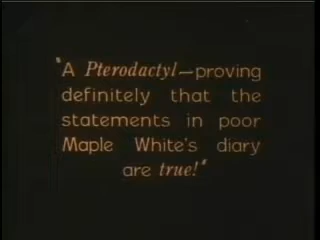 "A Pterodactyl—proving
definitely that the
statements in poor
Maple White's diary
are true!"